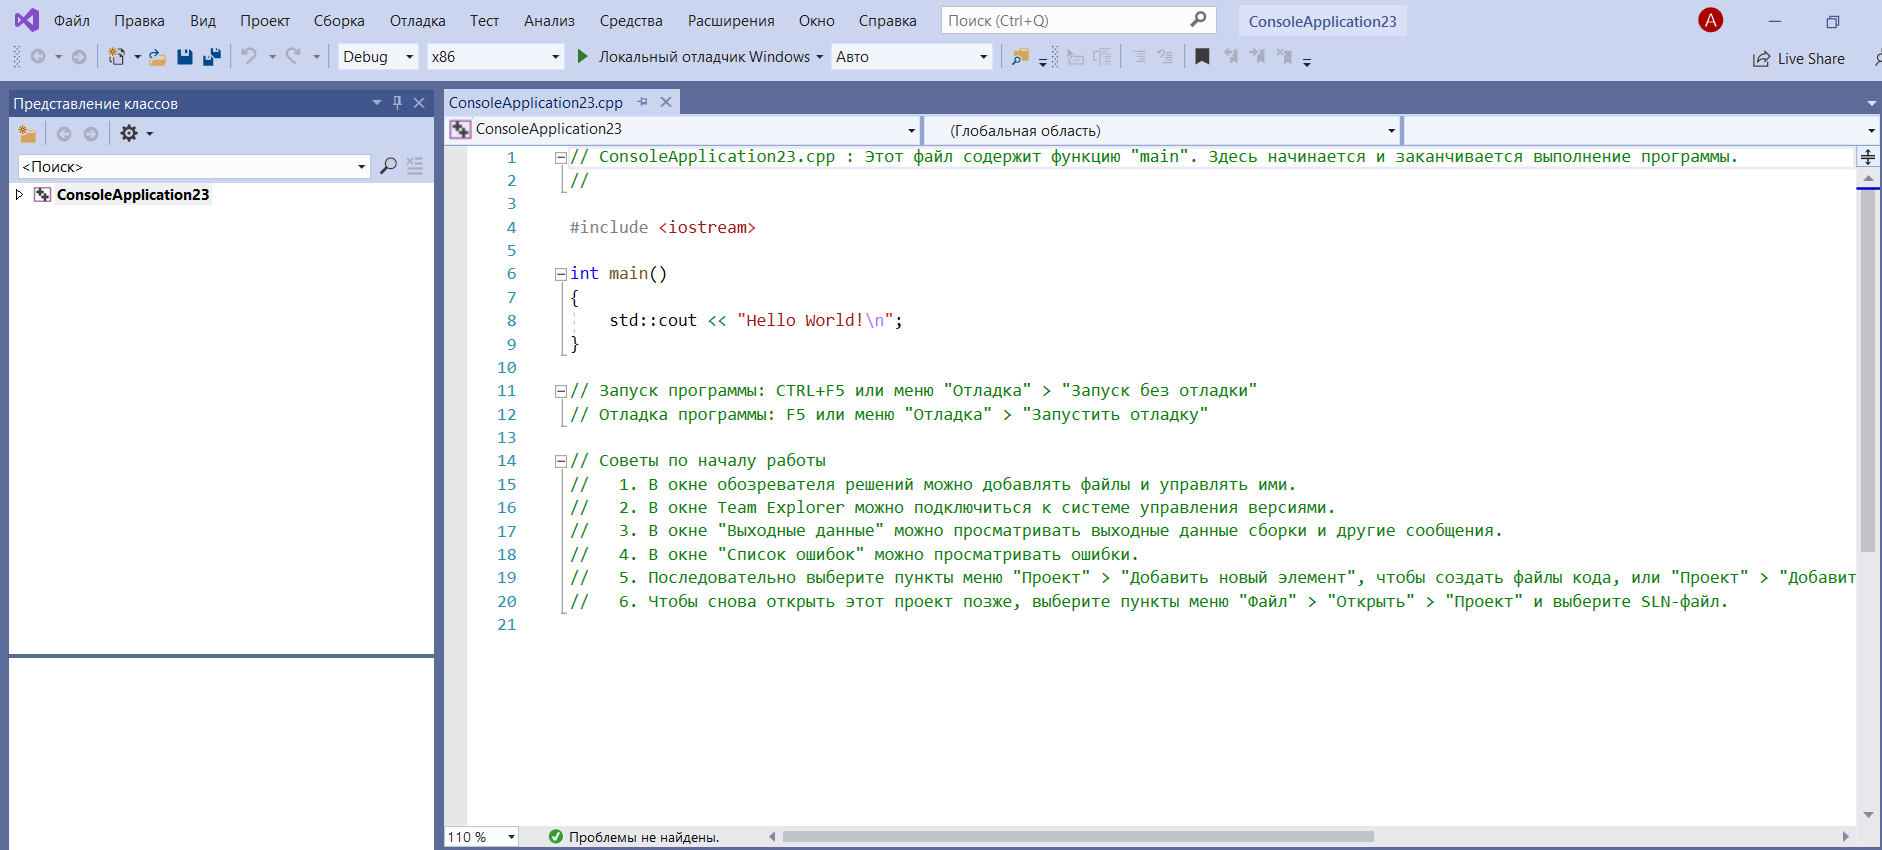 Файл Правка Вид Проект Сборка Отладка Тест Анализ Средства Расширения Окно Справка Поиск (Ctrl+Q) ConsoleApplication23 A
Debug x86 Локальный отладчик Windows Авто Live Share
Представление классов
<Поиск>
ConsoleApplication23
ConsoleApplication23.cpp
ConsoleApplication23 (Глобальная область)
1 // ConsoleApplication23.cpp : Этот файл содержит функцию "main". Здесь начинается и заканчивается выполнение программы.
2 //
3
4 #include <iostream>
5
6 int main()
7 {
8 std::cout << "Hello World!\n";
9 }
10
11 // Запуск программы: CTRL+F5 или меню "Отладка" > "Запуск без отладки"
12 // Отладка программы: F5 или меню "Отладка" > "Запустить отладку"
13
14 // Советы по началу работы
15 //   1. В окне обозревателя решений можно добавлять файлы и управлять ими.
16 //   2. В окне Team Explorer можно подключиться к системе управления версиями.
17 //   3. В окне "Выходные данные" можно просматривать выходные данные сборки и другие сообщения.
18 //   4. В окне "Список ошибок" можно просматривать ошибки.
19 //   5. Последовательно выберите пункты меню "Проект" > "Добавить новый элемент", чтобы создать файлы кода, или "Проект" > "Добавит
20 //   6. Чтобы снова открыть этот проект позже, выберите пункты меню "Файл" > "Открыть" > "Проект" и выберите SLN-файл.
21
110 % Проблемы не найдены.